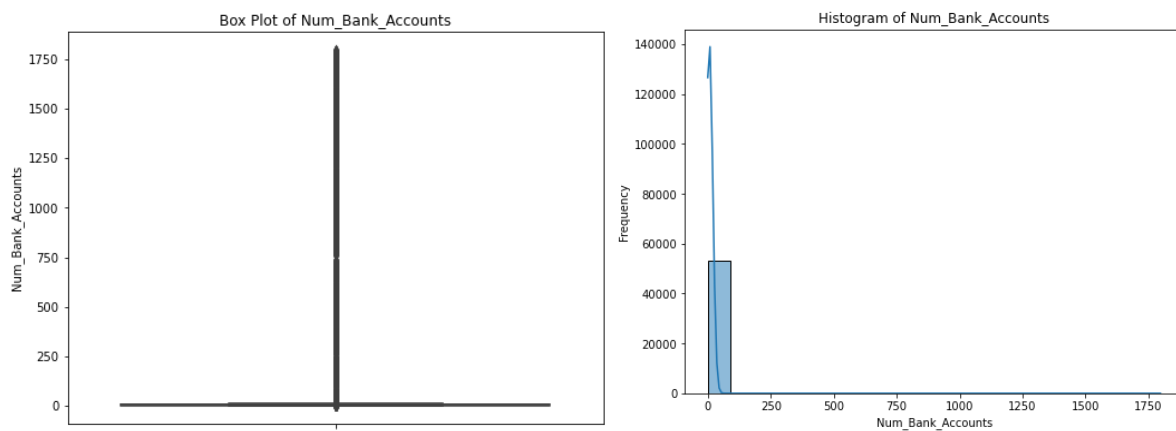 Box Plot of Num_Bank_Accounts
Num_Bank_Accounts
1750
1500
1250
1000
750
500
250
0
Histogram of Num_Bank_Accounts
Frequency
140000
120000
100000
80000
60000
40000
20000
0
0 250 500 750 1000 1250 1500 1750
Num_Bank_Accounts